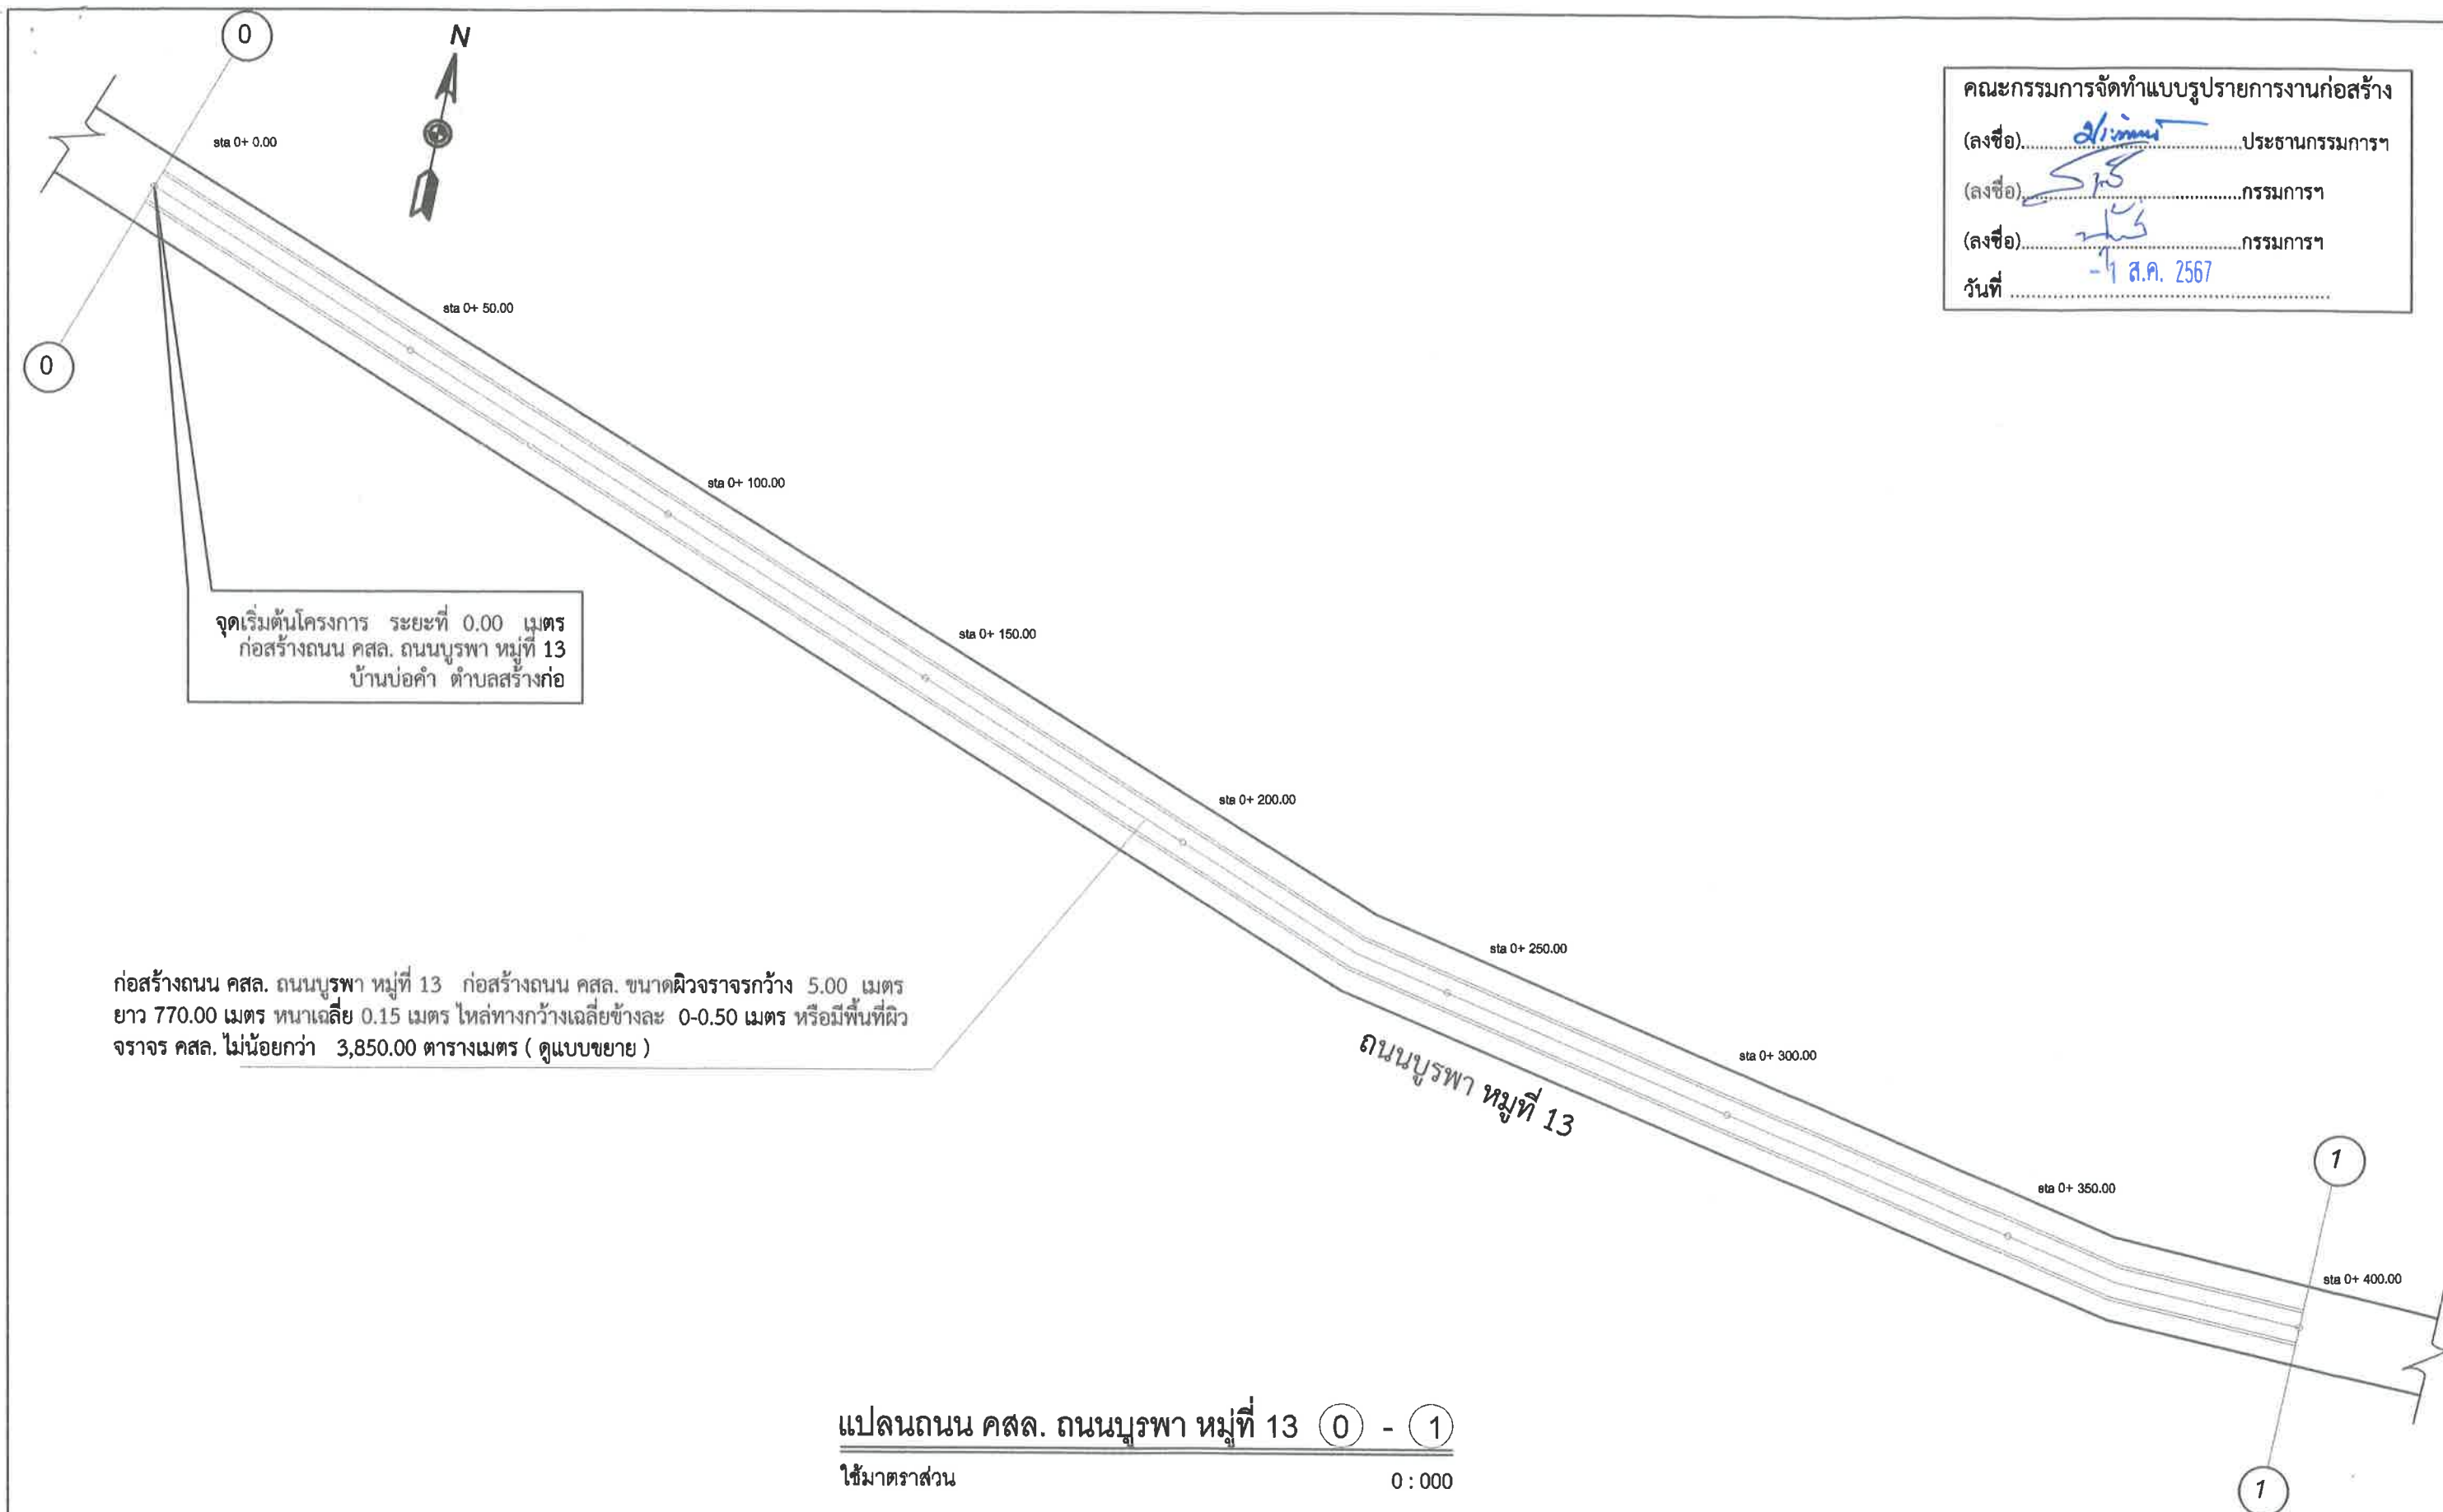 0
N
คณะกรรมการจัดทำแบบรูปรายการงานก่อสร้าง
(ลงชื่อ)..............................ประธานกรรมการฯ
(ลงชื่อ)..............................กรรมการฯ
(ลงชื่อ)..............................กรรมการฯ
วันที่ -1 ส.ค. 2567
sta 0+ 0.00
sta 0+ 50.00
0
sta 0+ 100.00
จุดเริ่มต้นโครงการ ระยะที่ 0.00 เมตร
ก่อสร้างถนน คสล. ถนนบูรพา หมู่ที่ 13
บ้านบ่อคำ ตำบลสร้างก่อ
sta 0+ 150.00
sta 0+ 200.00
sta 0+ 250.00
ก่อสร้างถนน คสล. ถนนบูรพา หมู่ที่ 13 ก่อสร้างถนน คสล. ขนาดผิวจราจรกว้าง 5.00 เมตร
ยาว 770.00 เมตร หนาเฉลี่ย 0.15 เมตร ไหล่ทางกว้างเฉลี่ยข้างละ 0-0.50 เมตร หรือมีพื้นที่ผิว
จราจร คสล. ไม่น้อยกว่า 3,850.00 ตารางเมตร ( ดูแบบขยาย )
ถนนบูรพา หมู่ที่ 13
sta 0+ 300.00
1
sta 0+ 350.00
sta 0+ 400.00
แปลนถนน คสล. ถนนบูรพา หมู่ที่ 13 0 - 1
ใช้มาตราส่วน 0 : 000
1